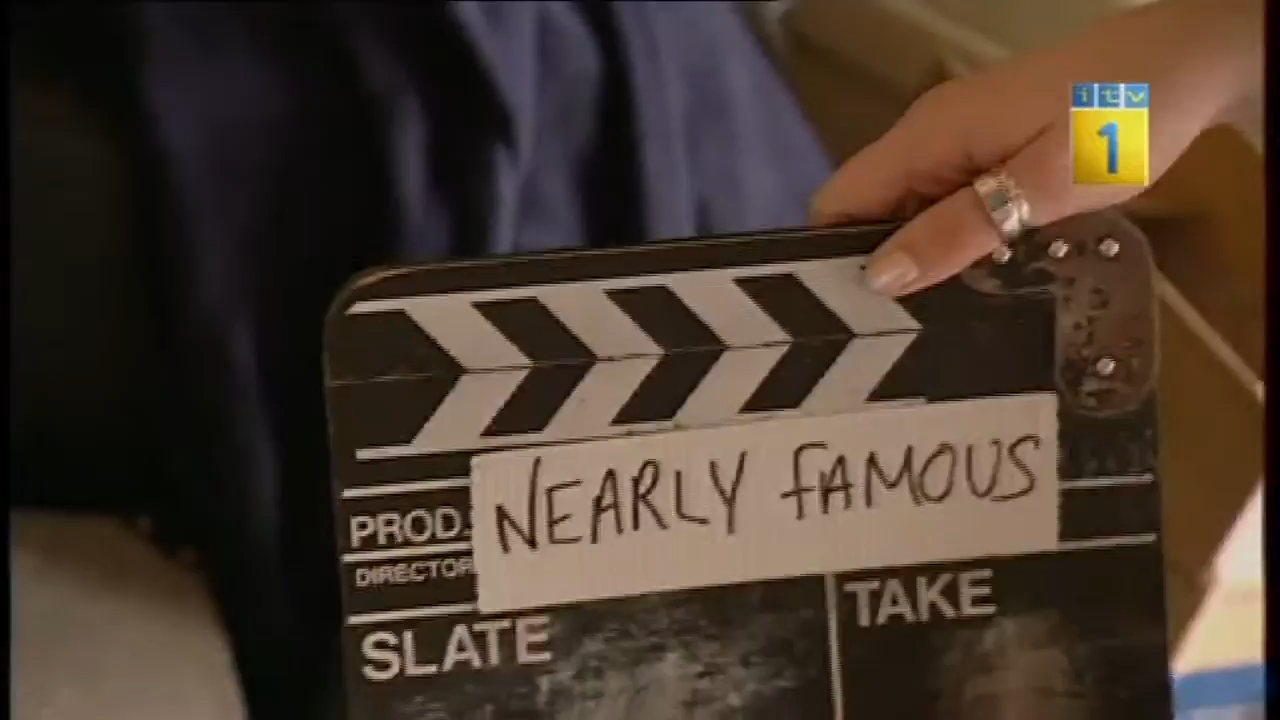 itv
1
NEARLY FAMOUS
PROD.
DIRECTOR
SLATE
TAKE